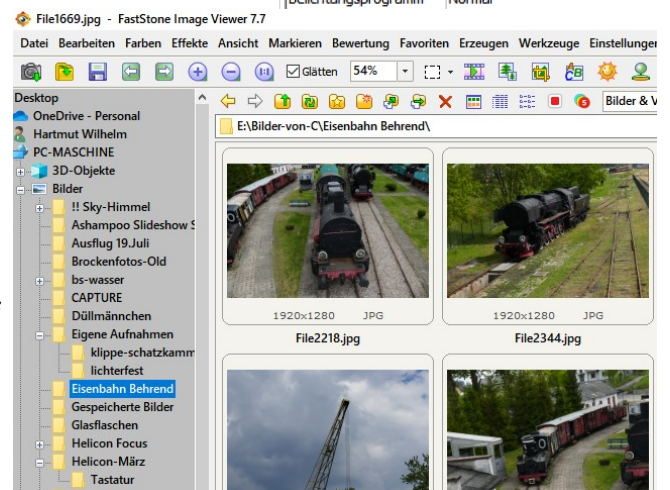 Belichtungsprogramm Normal
File1669.jpg - FastStone Image Viewer 7.7
Datei Bearbeiten Farben Effekte Ansicht Markieren Bewertung Favoriten Erzeugen Werkzeuge Einstellungen
Glätten 54%
Desktop
Bilder & V
OneDrive - Personal
E:\Bilder-von-C\Eisenbahn Behrend\
Hartmut Wilhelm
PC-MASCHINE
3D-Objekte
Bilder
!! Sky-Himmel
Ashampoo Slideshow S
Ausflug 19.Juli
Brockenfotos-Old
bs-wasser
CAPTURE
Düllmännchen
Eigene Aufnahmen
klippe-schatzkamm
lichterfest
Eisenbahn Behrend
Gespeicherte Bilder
Glasflaschen
Helicon Focus
Helicon-März
Tastatur
1920x1280 JPG
File2218.jpg
1920x1280 JPG
File2344.jpg